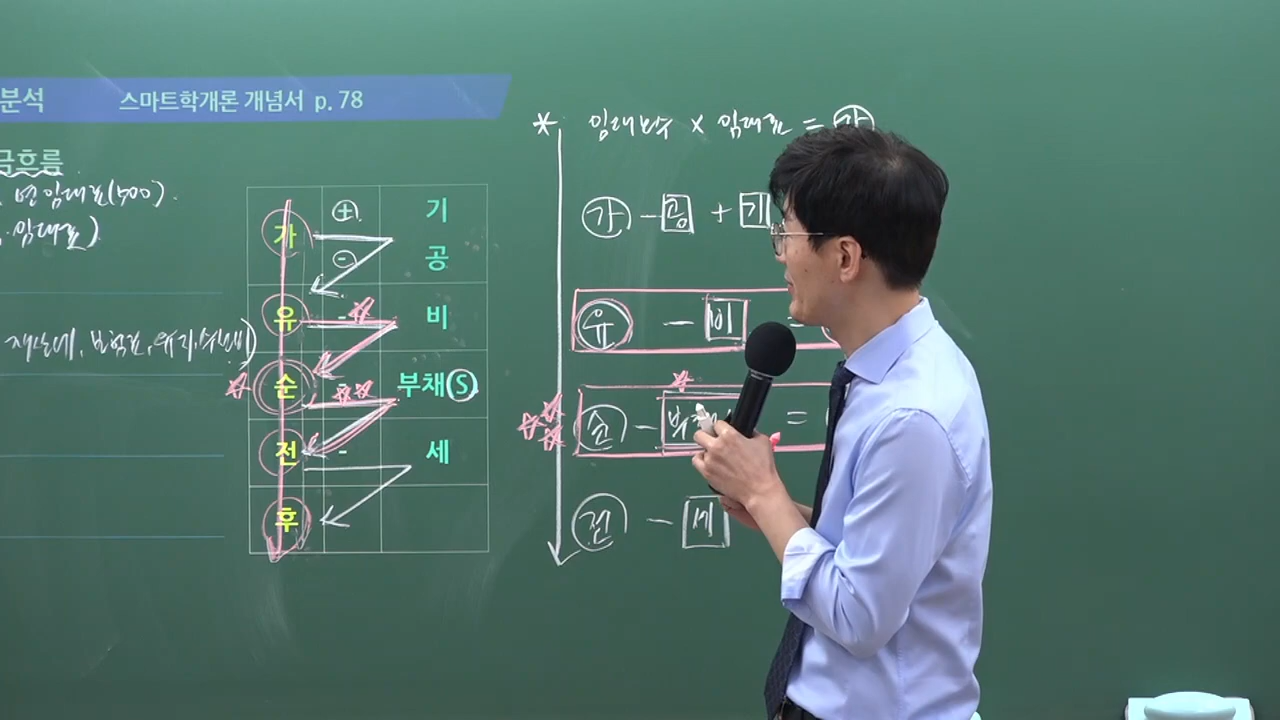 분석 스마트학개론 개념서 p. 78
금흐름
면 임대료(500).
임대료)
재산세, 보험료, 유지.수선비)
가 ⊕ 기
⊖ 공
유 - 비
순 - 부채(S)
전 - 세
후
* 임대면수 x 임대료 = 가
가 - 공 + 기
유 - 비 =
순 - 부채 =
전 - 세